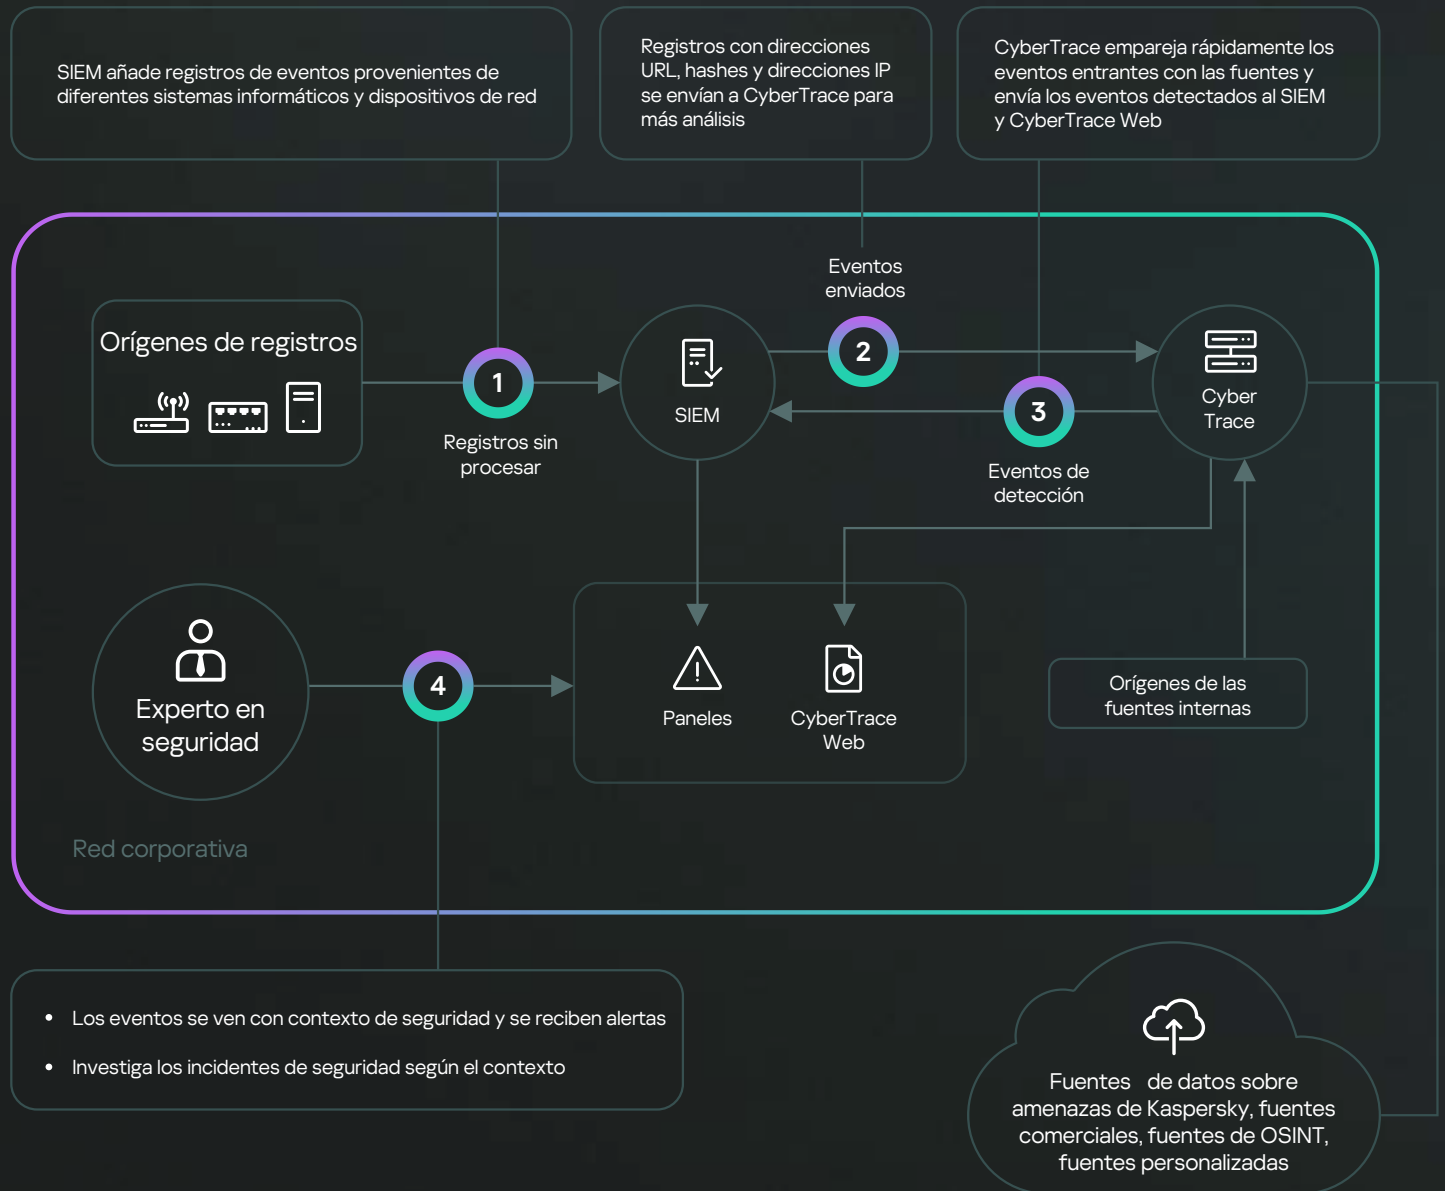 SIEM añade registros de eventos provenientes de
diferentes sistemas informáticos y dispositivos de red
Registros con direcciones
URL, hashes y direcciones IP
se envían a CyberTrace para
más análisis
CyberTrace empareja rápidamente los
eventos entrantes con las fuentes y
envía los eventos detectados al SIEM
y CyberTrace Web
Eventos
enviados
Orígenes de registros
1
2
3
SIEM
Cyber
Trace
Registros sin
procesar
Eventos de
detección
Experto en
seguridad
4
Paneles
CyberTrace
Web
Orígenes de las
fuentes internas
Red corporativa
• Los eventos se ven con contexto de seguridad y se reciben alertas
• Investiga los incidentes de seguridad según el contexto
Fuentes de datos sobre
amenazas de Kaspersky, fuentes
comerciales, fuentes de OSINT,
fuentes personalizadas